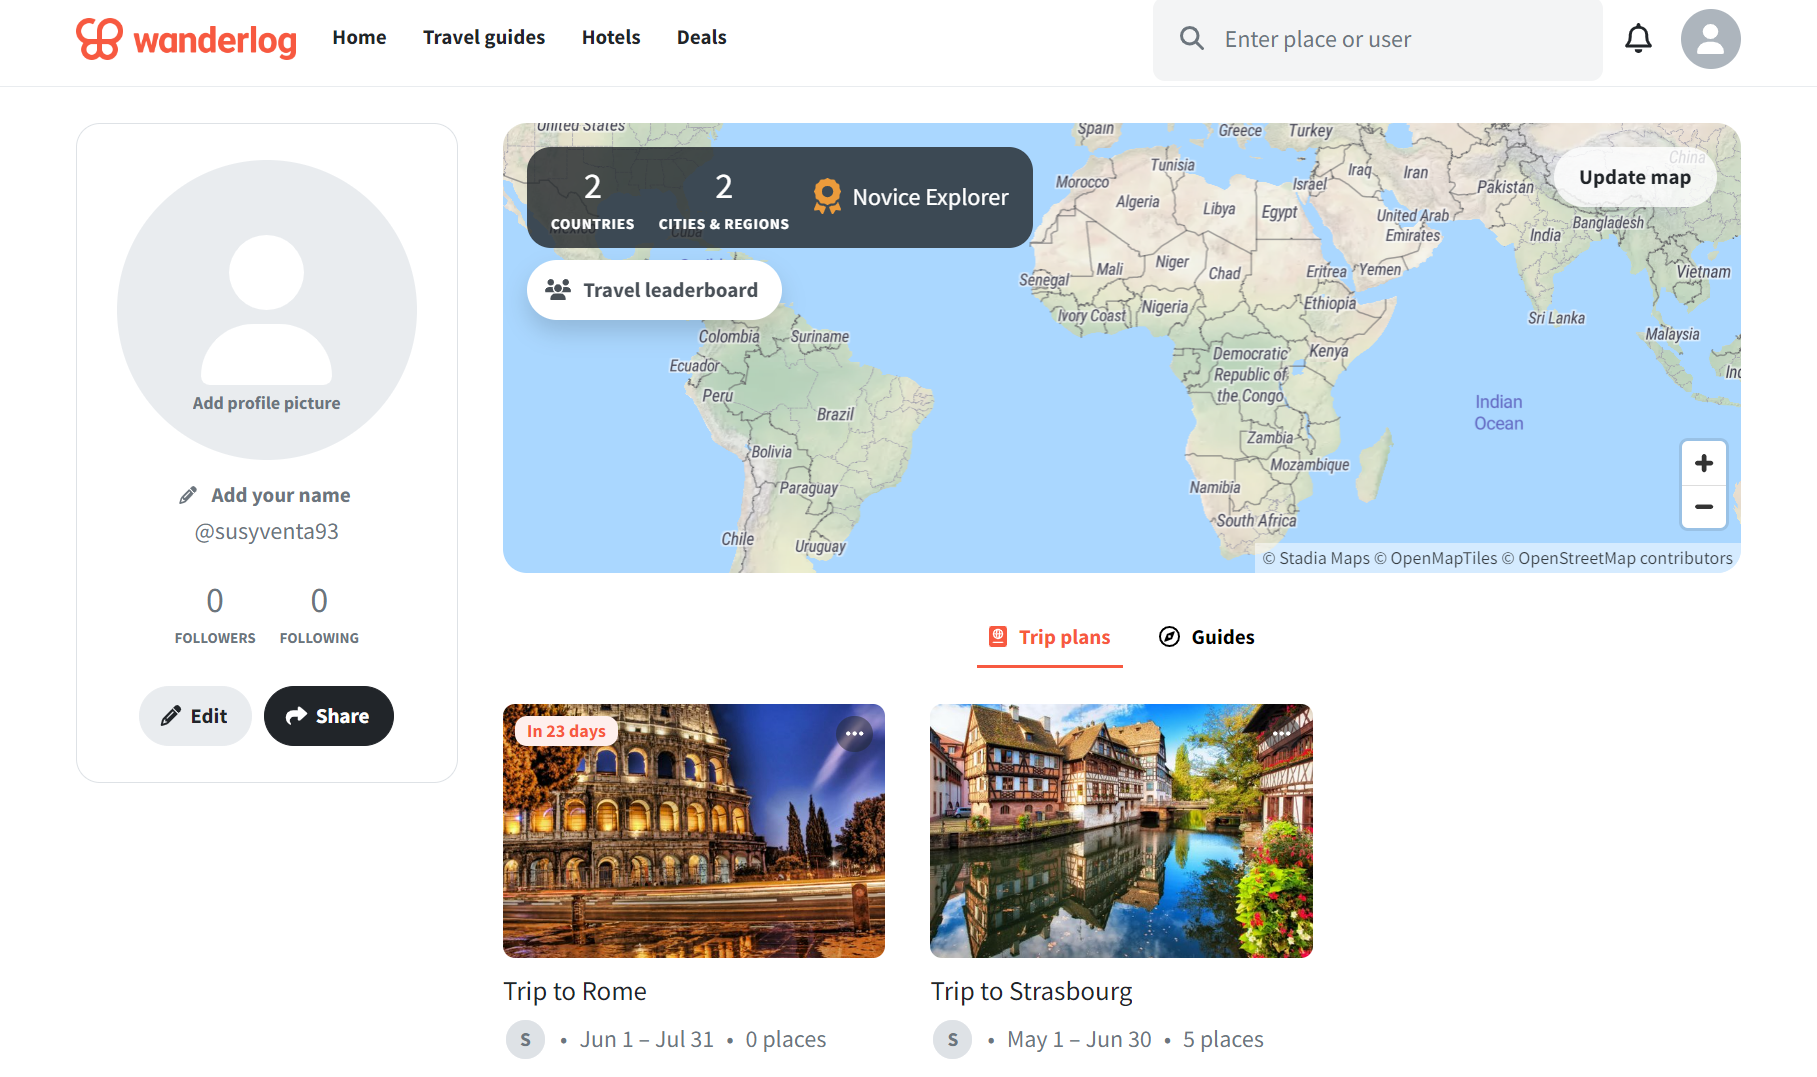 wanderlog
Home
Travel guides
Hotels
Deals
Enter place or user
Add profile picture
Add your name
@susyventa93
0
FOLLOWERS
0
FOLLOWING
Edit
Share
2
COUNTRIES
2
CITIES & REGIONS
Novice Explorer
Travel leaderboard
Update map
United States
Mexico
Cuba
Spain
Greece
Turkey
China
Tunisia
Morocco
Algeria
Libya
Egypt
Israel
Iraq
Iran
Pakistan
United Arab
Emirates
India
Bangladesh
Vietnam
Senegal
Mali
Niger
Chad
Eritrea
Yemen
Ivory Coast
Nigeria
Ethiopia
Sri Lanka
Malaysia
Colombia
Suriname
Ecuador
Peru
Brazil
Democratic
Republic of
the Congo
Kenya
Indian
Ocean
Bolivia
Zambia
Mozambique
Paraguay
Namibia
South Africa
Chile
Uruguay
© Stadia Maps © OpenMapTiles © OpenStreetMap contributors
Trip plans
Guides
In 23 days
Trip to Rome
S • Jun 1 – Jul 31 • 0 places
Trip to Strasbourg
S • May 1 – Jun 30 • 5 places